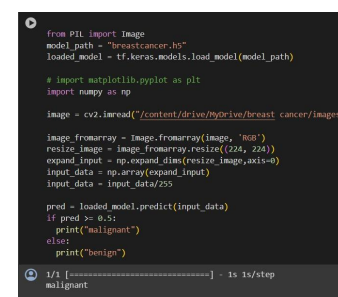 from PIL import Image
model_path = "breastcancer.h5"
loaded_model = tf.keras.models.load_model(model_path)
# import matplotlib.pyplot as plt
import numpy as np
image = cv2.imread("/content/drive/MyDrive/breast cancer/images
image_fromarray = Image.fromarray(image, 'RGB')
resize_image = image_fromarray.resize((224, 224))
expand_input = np.expand_dims(resize_image,axis=0)
input_data = np.array(expand_input)
input_data = input_data/255
pred = loaded_model.predict(input_data)
if pred >= 0.5:
print("malignant")
else:
print("benign")
1/1 [==============================] - 1s 1s/step
malignant